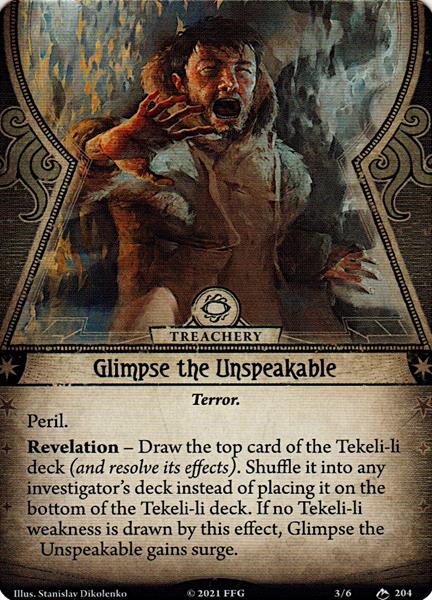 TREACHERY
Glimpse the Unspeakable
Terror.
Peril.
Revelation – Draw the top card of the Tekeli-li
deck (and resolve its effects). Shuffle it into any
investigator's deck instead of placing it on the
bottom of the Tekeli-li deck. If no Tekeli-li
weakness is drawn by this effect, Glimpse the
Unspeakable gains surge.
Illus. Stanislav Dikolenko © 2021 FFG 3/6 204